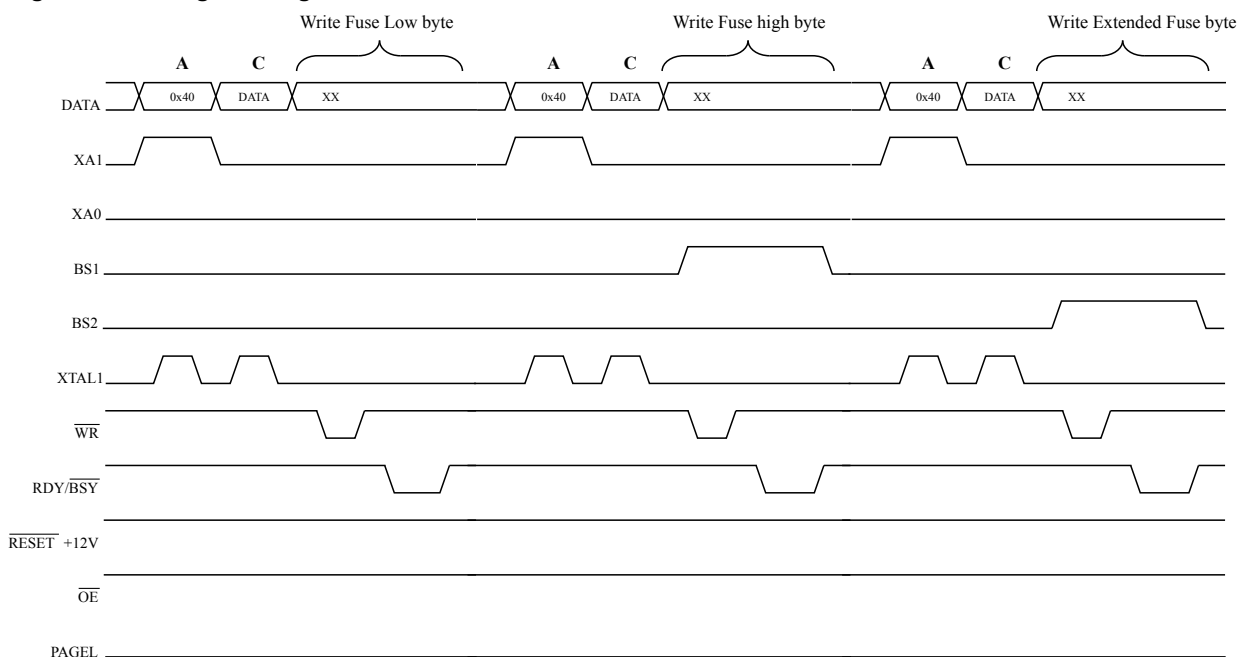 Write Fuse Low byte Write Fuse high byte Write Extended Fuse byte
A C A C A C
DATA 0x40 DATA XX 0x40 DATA XX 0x40 DATA XX
XA1
XA0
BS1
BS2
XTAL1
WR
RDY/BSY
RESET +12V
OE
PAGEL